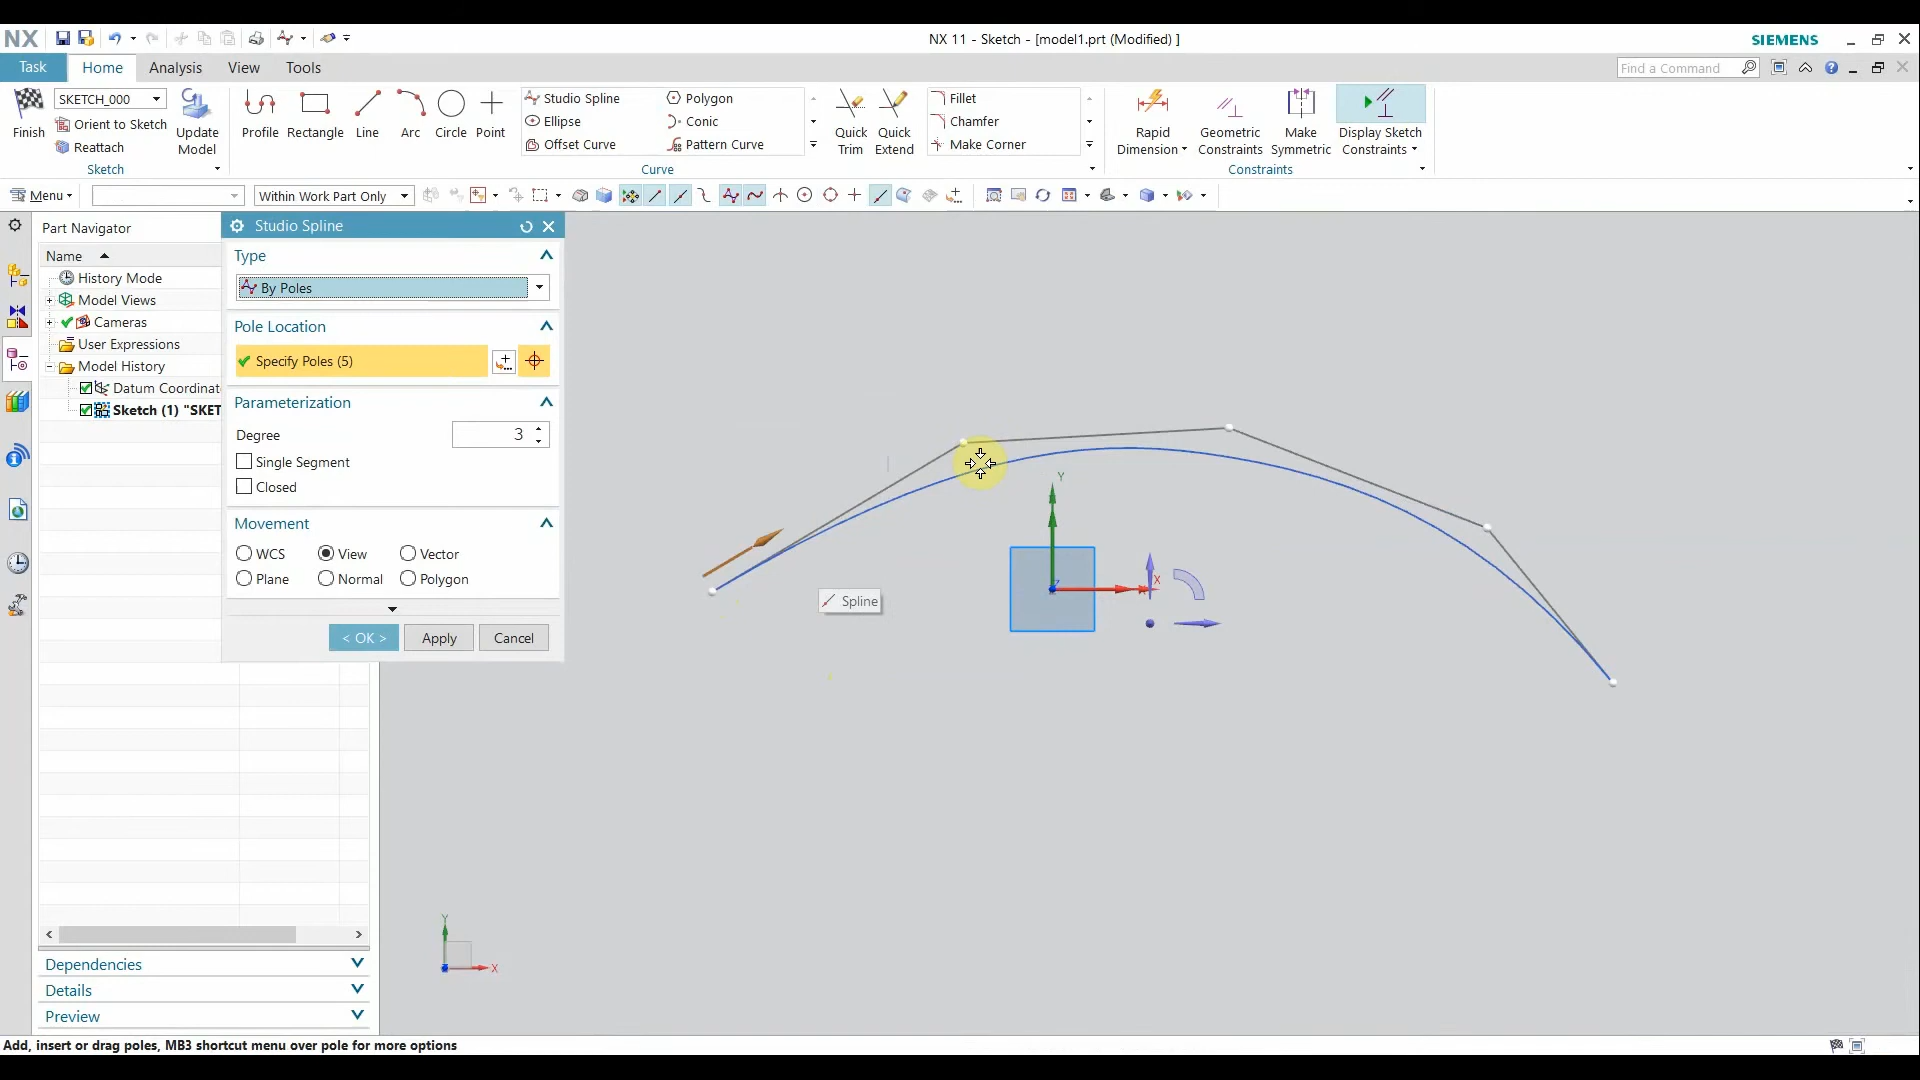 NX
NX 11 - Sketch - [model1.prt (Modified) ]
SIEMENS
Task
Home
Analysis
View
Tools
Find a Command
Finish
SKETCH_000
Orient to Sketch
Reattach
Update Model
Sketch
Profile
Rectangle
Line
Arc
Circle
Point
Studio Spline
Polygon
Ellipse
Conic
Offset Curve
Pattern Curve
Curve
Quick Trim
Quick Extend
Fillet
Chamfer
Make Corner
Rapid Dimension
Geometric Constraints
Make Symmetric
Display Sketch Constraints
Constraints
Menu
Within Work Part Only
Part Navigator
Name
History Mode
Model Views
Cameras
User Expressions
Model History
Datum Coordinat
Sketch (1) "SKET
Studio Spline
Type
By Poles
Pole Location
Specify Poles (5)
Parameterization
Degree
3
Single Segment
Closed
Movement
WCS
View
Vector
Plane
Normal
Polygon
< OK >
Apply
Cancel
Spline
Y
X
Y
X
Dependencies
Details
Preview
Add, insert or drag poles, MB3 shortcut menu over pole for more options